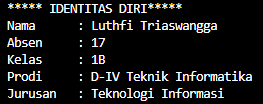 ***** IDENTITAS DIRI*****
Nama     : Luthfi Triaswangga
Absen    : 17
Kelas    : 1B
Prodi    : D-IV Teknik Informatika
Jurusan  : Teknologi Informasi